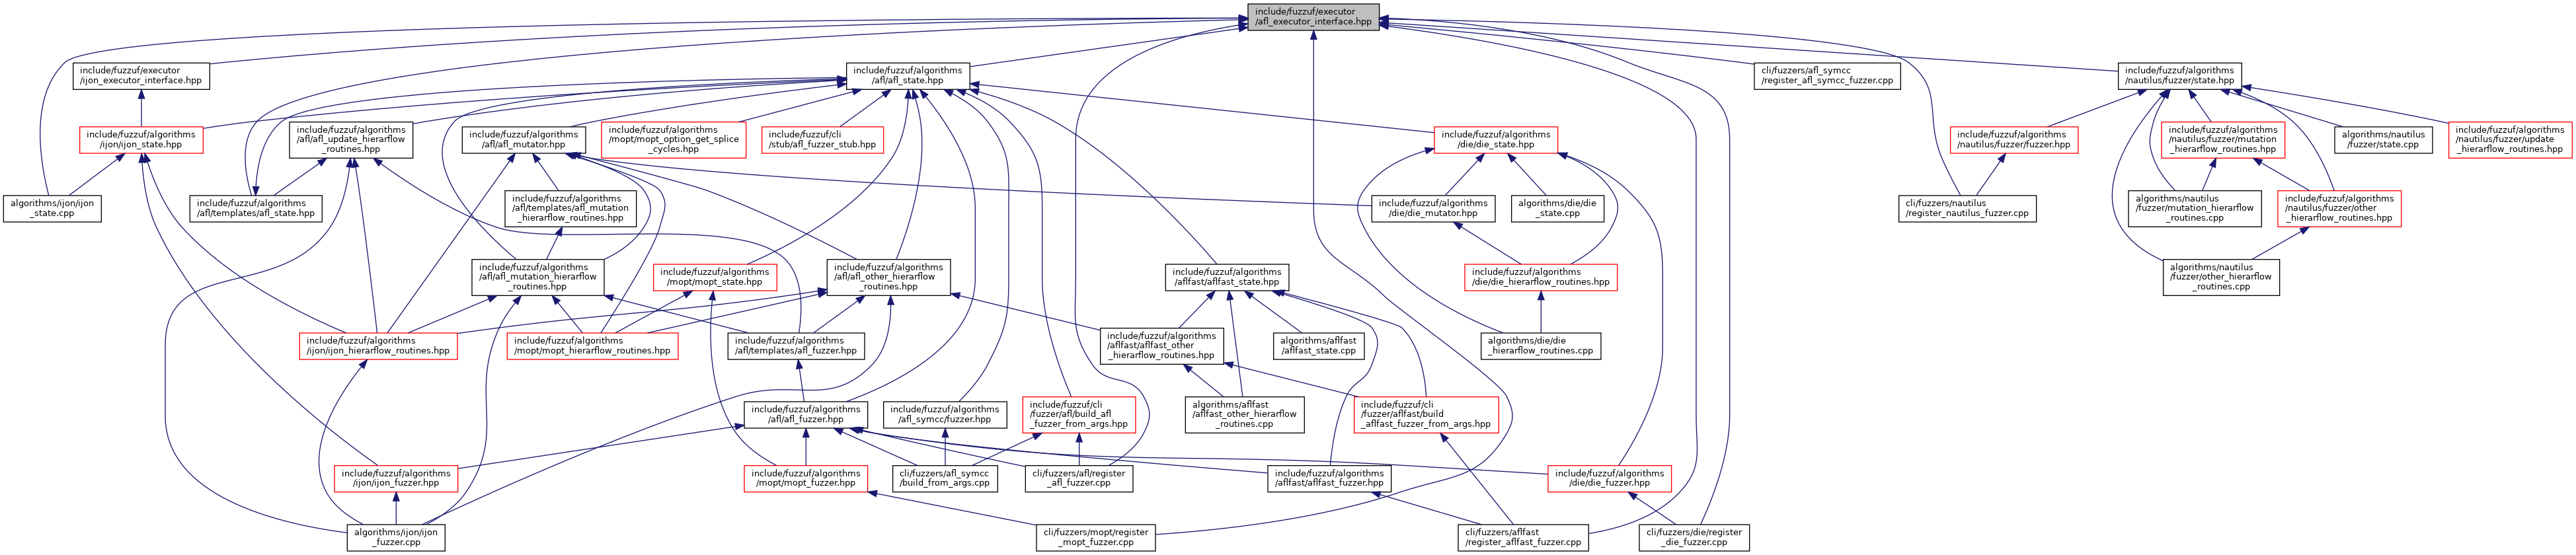 include/fuzzuf/executor
/afl_executor_interface.hpp
include/fuzzuf/executor
/ijon_executor_interface.hpp
include/fuzzuf/algorithms
/afl/afl_state.hpp
cli/fuzzers/afl_symcc
/register_afl_symcc_fuzzer.cpp
include/fuzzuf/algorithms
/nautilus/fuzzer/state.hpp
include/fuzzuf/algorithms
/ijon/ijon_state.hpp
include/fuzzuf/algorithms
/afl/afl_update_hierarflow
_routines.hpp
include/fuzzuf/algorithms
/afl/afl_mutator.hpp
include/fuzzuf/algorithms
/mopt/mopt_option_get_splice
_cycles.hpp
include/fuzzuf/cli
/stub/afl_fuzzer_stub.hpp
include/fuzzuf/algorithms
/die/die_state.hpp
include/fuzzuf/algorithms
/nautilus/fuzzer/fuzzer.hpp
include/fuzzuf/algorithms
/nautilus/fuzzer/mutation
_hierarflow_routines.hpp
algorithms/nautilus
/fuzzer/state.cpp
include/fuzzuf/algorithms
/nautilus/fuzzer/update
_hierarflow_routines.hpp
algorithms/ijon/ijon
_state.cpp
include/fuzzuf/algorithms
/afl/templates/afl_state.hpp
include/fuzzuf/algorithms
/afl/templates/afl_mutation
_hierarflow_routines.hpp
include/fuzzuf/algorithms
/die/die_mutator.hpp
algorithms/die/die
_state.cpp
cli/fuzzers/nautilus
/register_nautilus_fuzzer.cpp
algorithms/nautilus
/fuzzer/mutation_hierarflow
_routines.cpp
include/fuzzuf/algorithms
/nautilus/fuzzer/other
_hierarflow_routines.hpp
include/fuzzuf/algorithms
/afl/afl_mutation_hierarflow
_routines.hpp
include/fuzzuf/algorithms
/mopt/mopt_state.hpp
include/fuzzuf/algorithms
/afl/afl_other_hierarflow
_routines.hpp
include/fuzzuf/algorithms
/aflfast/aflfast_state.hpp
include/fuzzuf/algorithms
/die/die_hierarflow_routines.hpp
algorithms/nautilus
/fuzzer/other_hierarflow
_routines.cpp
include/fuzzuf/algorithms
/ijon/ijon_hierarflow_routines.hpp
include/fuzzuf/algorithms
/mopt/mopt_hierarflow_routines.hpp
include/fuzzuf/algorithms
/afl/templates/afl_fuzzer.hpp
include/fuzzuf/algorithms
/aflfast/aflfast_other
_hierarflow_routines.hpp
algorithms/aflfast
/aflfast_state.cpp
algorithms/die/die
_hierarflow_routines.cpp
include/fuzzuf/algorithms
/afl/afl_fuzzer.hpp
include/fuzzuf/algorithms
/afl_symcc/fuzzer.hpp
include/fuzzuf/cli
/fuzzer/afl/build_afl
_fuzzer_from_args.hpp
algorithms/aflfast
/aflfast_other_hierarflow
_routines.cpp
include/fuzzuf/cli
/fuzzer/aflfast/build
_aflfast_fuzzer_from_args.hpp
include/fuzzuf/algorithms
/ijon/ijon_fuzzer.hpp
include/fuzzuf/algorithms
/mopt/mopt_fuzzer.hpp
cli/fuzzers/afl_symcc
/build_from_args.cpp
cli/fuzzers/afl/register
_afl_fuzzer.cpp
include/fuzzuf/algorithms
/aflfast/aflfast_fuzzer.hpp
include/fuzzuf/algorithms
/die/die_fuzzer.hpp
algorithms/ijon/ijon
_fuzzer.cpp
cli/fuzzers/mopt/register
_mopt_fuzzer.cpp
cli/fuzzers/aflfast
/register_aflfast_fuzzer.cpp
cli/fuzzers/die/register
_die_fuzzer.cpp